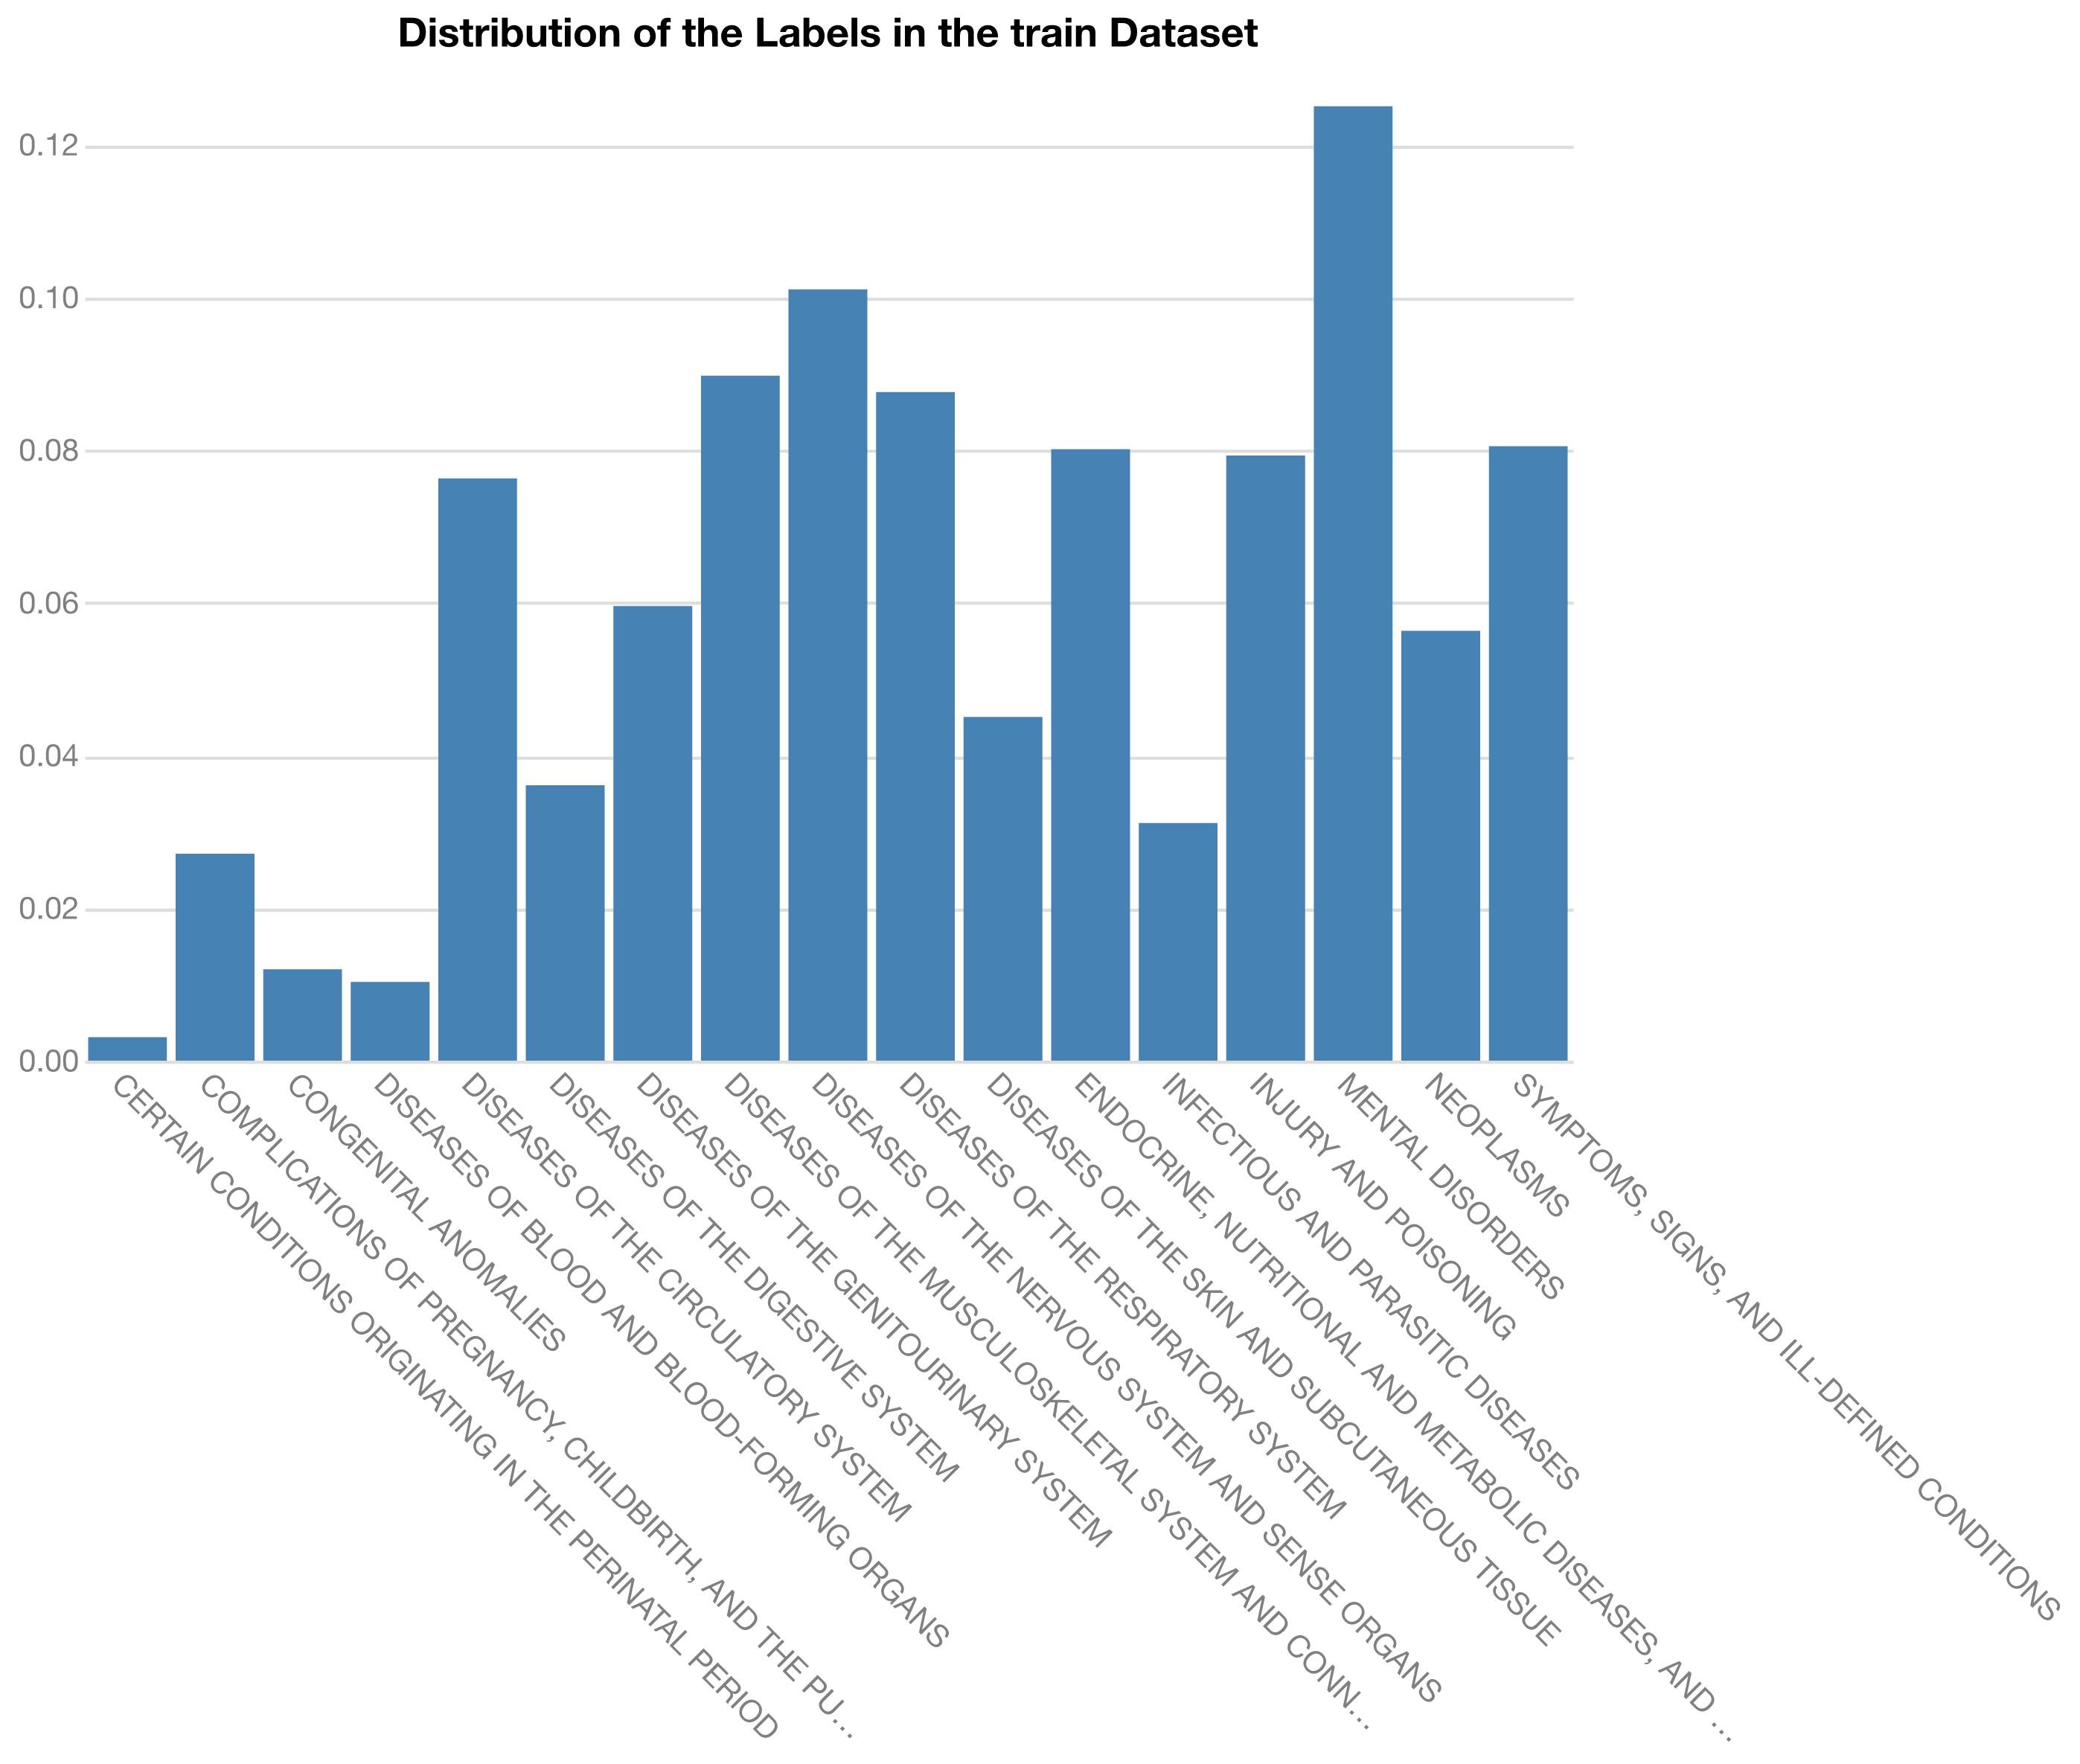 Distribution of the Labels in the train Dataset
0.12
0.10
0.08
0.06
0.04
0.02
0.00
CERTAIN CONDITIONS ORIGINATING IN THE PERINATAL PERIOD
COMPLICATIONS OF PREGNANCY, CHILDBIRTH, AND THE PU…
CONGENITAL ANOMALIES
DISEASES OF BLOOD AND BLOOD-FORMING ORGANS
DISEASES OF THE CIRCULATORY SYSTEM
DISEASES OF THE DIGESTIVE SYSTEM
DISEASES OF THE GENITOURINARY SYSTEM
DISEASES OF THE MUSCULOSKELETAL SYSTEM AND CONN…
DISEASES OF THE NERVOUS SYSTEM AND SENSE ORGANS
DISEASES OF THE RESPIRATORY SYSTEM
DISEASES OF THE SKIN AND SUBCUTANEOUS TISSUE
ENDOCRINE, NUTRITIONAL AND METABOLIC DISEASES, AND …
INFECTIOUS AND PARASITIC DISEASES
INJURY AND POISONING
MENTAL DISORDERS
NEOPLASMS
SYMPTOMS, SIGNS, AND ILL-DEFINED CONDITIONS